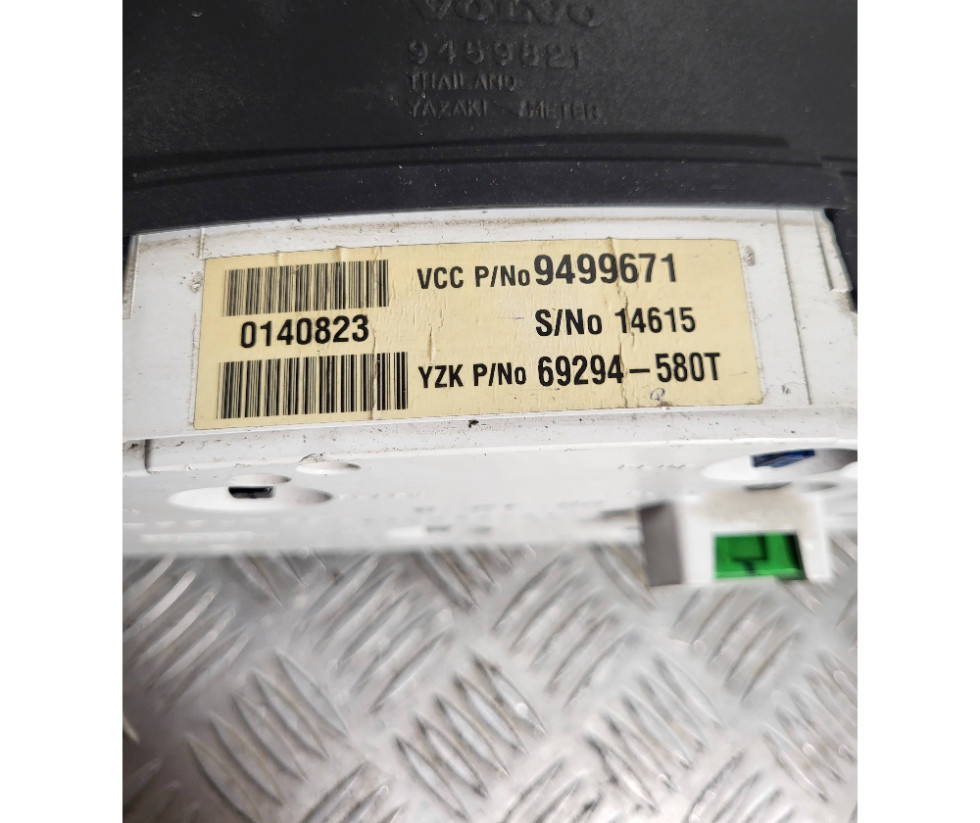 VOLVO
9459821
THAILAND
YAZAKI METER
VCC P/No 9499671
0140823
S/No 14615
YZK P/No 69294-580T